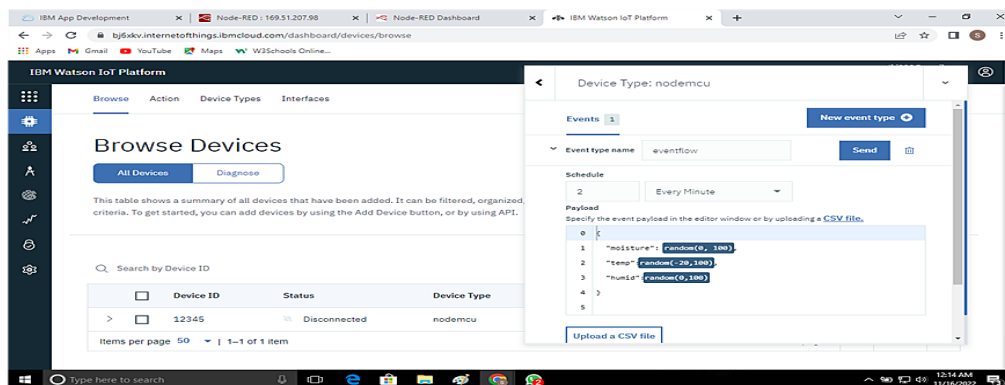 IBM App Development
Node-RED : 169.51.207.98
Node-RED Dashboard
IBM Watson IoT Platform
bj6xkv.internetofthings.ibmcloud.com/dashboard/devices/browse
S
Apps
Gmail
YouTube
Maps
W3Schools Online...
IBM Watson IoT Platform
Browse
Action
Device Types
Interfaces
Browse Devices
All Devices
Diagnose
This table shows a summary of all devices that have been added. It can be filtered, organized,
criteria. To get started, you can add devices by using the Add Device button, or by using API.
Search by Device ID
Device ID
Status
Device Type
12345
Disconnected
nodemcu
Items per page 50 | 1–1 of 1 item
Device Type: nodemcu
Events 1
New event type
Event type name
eventflow
Send
Schedule
2
Every Minute
Payload
Specify the event payload in the editor window or by uploading a CSV file.
0 {
1 "moisture": random(0, 100),
2 "temp":random(-20,100),
3 "humid":random(0,100)
4 }
5
Upload a CSV file
Type here to search
12:14 AM
11/16/2022